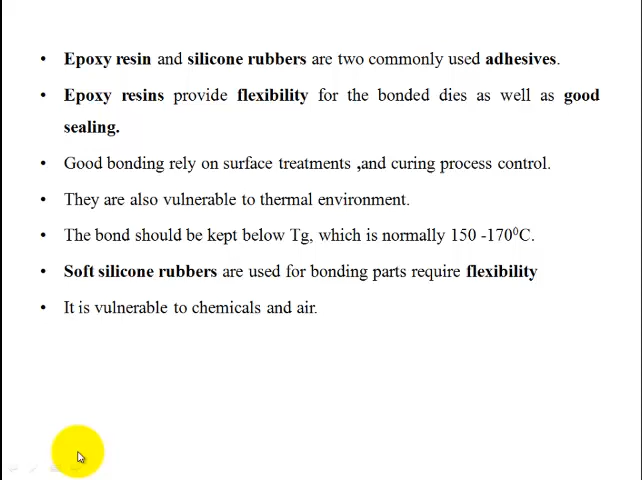 • Epoxy resin and silicone rubbers are two commonly used adhesives.
• Epoxy resins provide flexibility for the bonded dies as well as good
sealing.
• Good bonding rely on surface treatments ,and curing process control.
• They are also vulnerable to thermal environment.
• The bond should be kept below Tg, which is normally 150 -170⁰C.
• Soft silicone rubbers are used for bonding parts require flexibility
• It is vulnerable to chemicals and air.